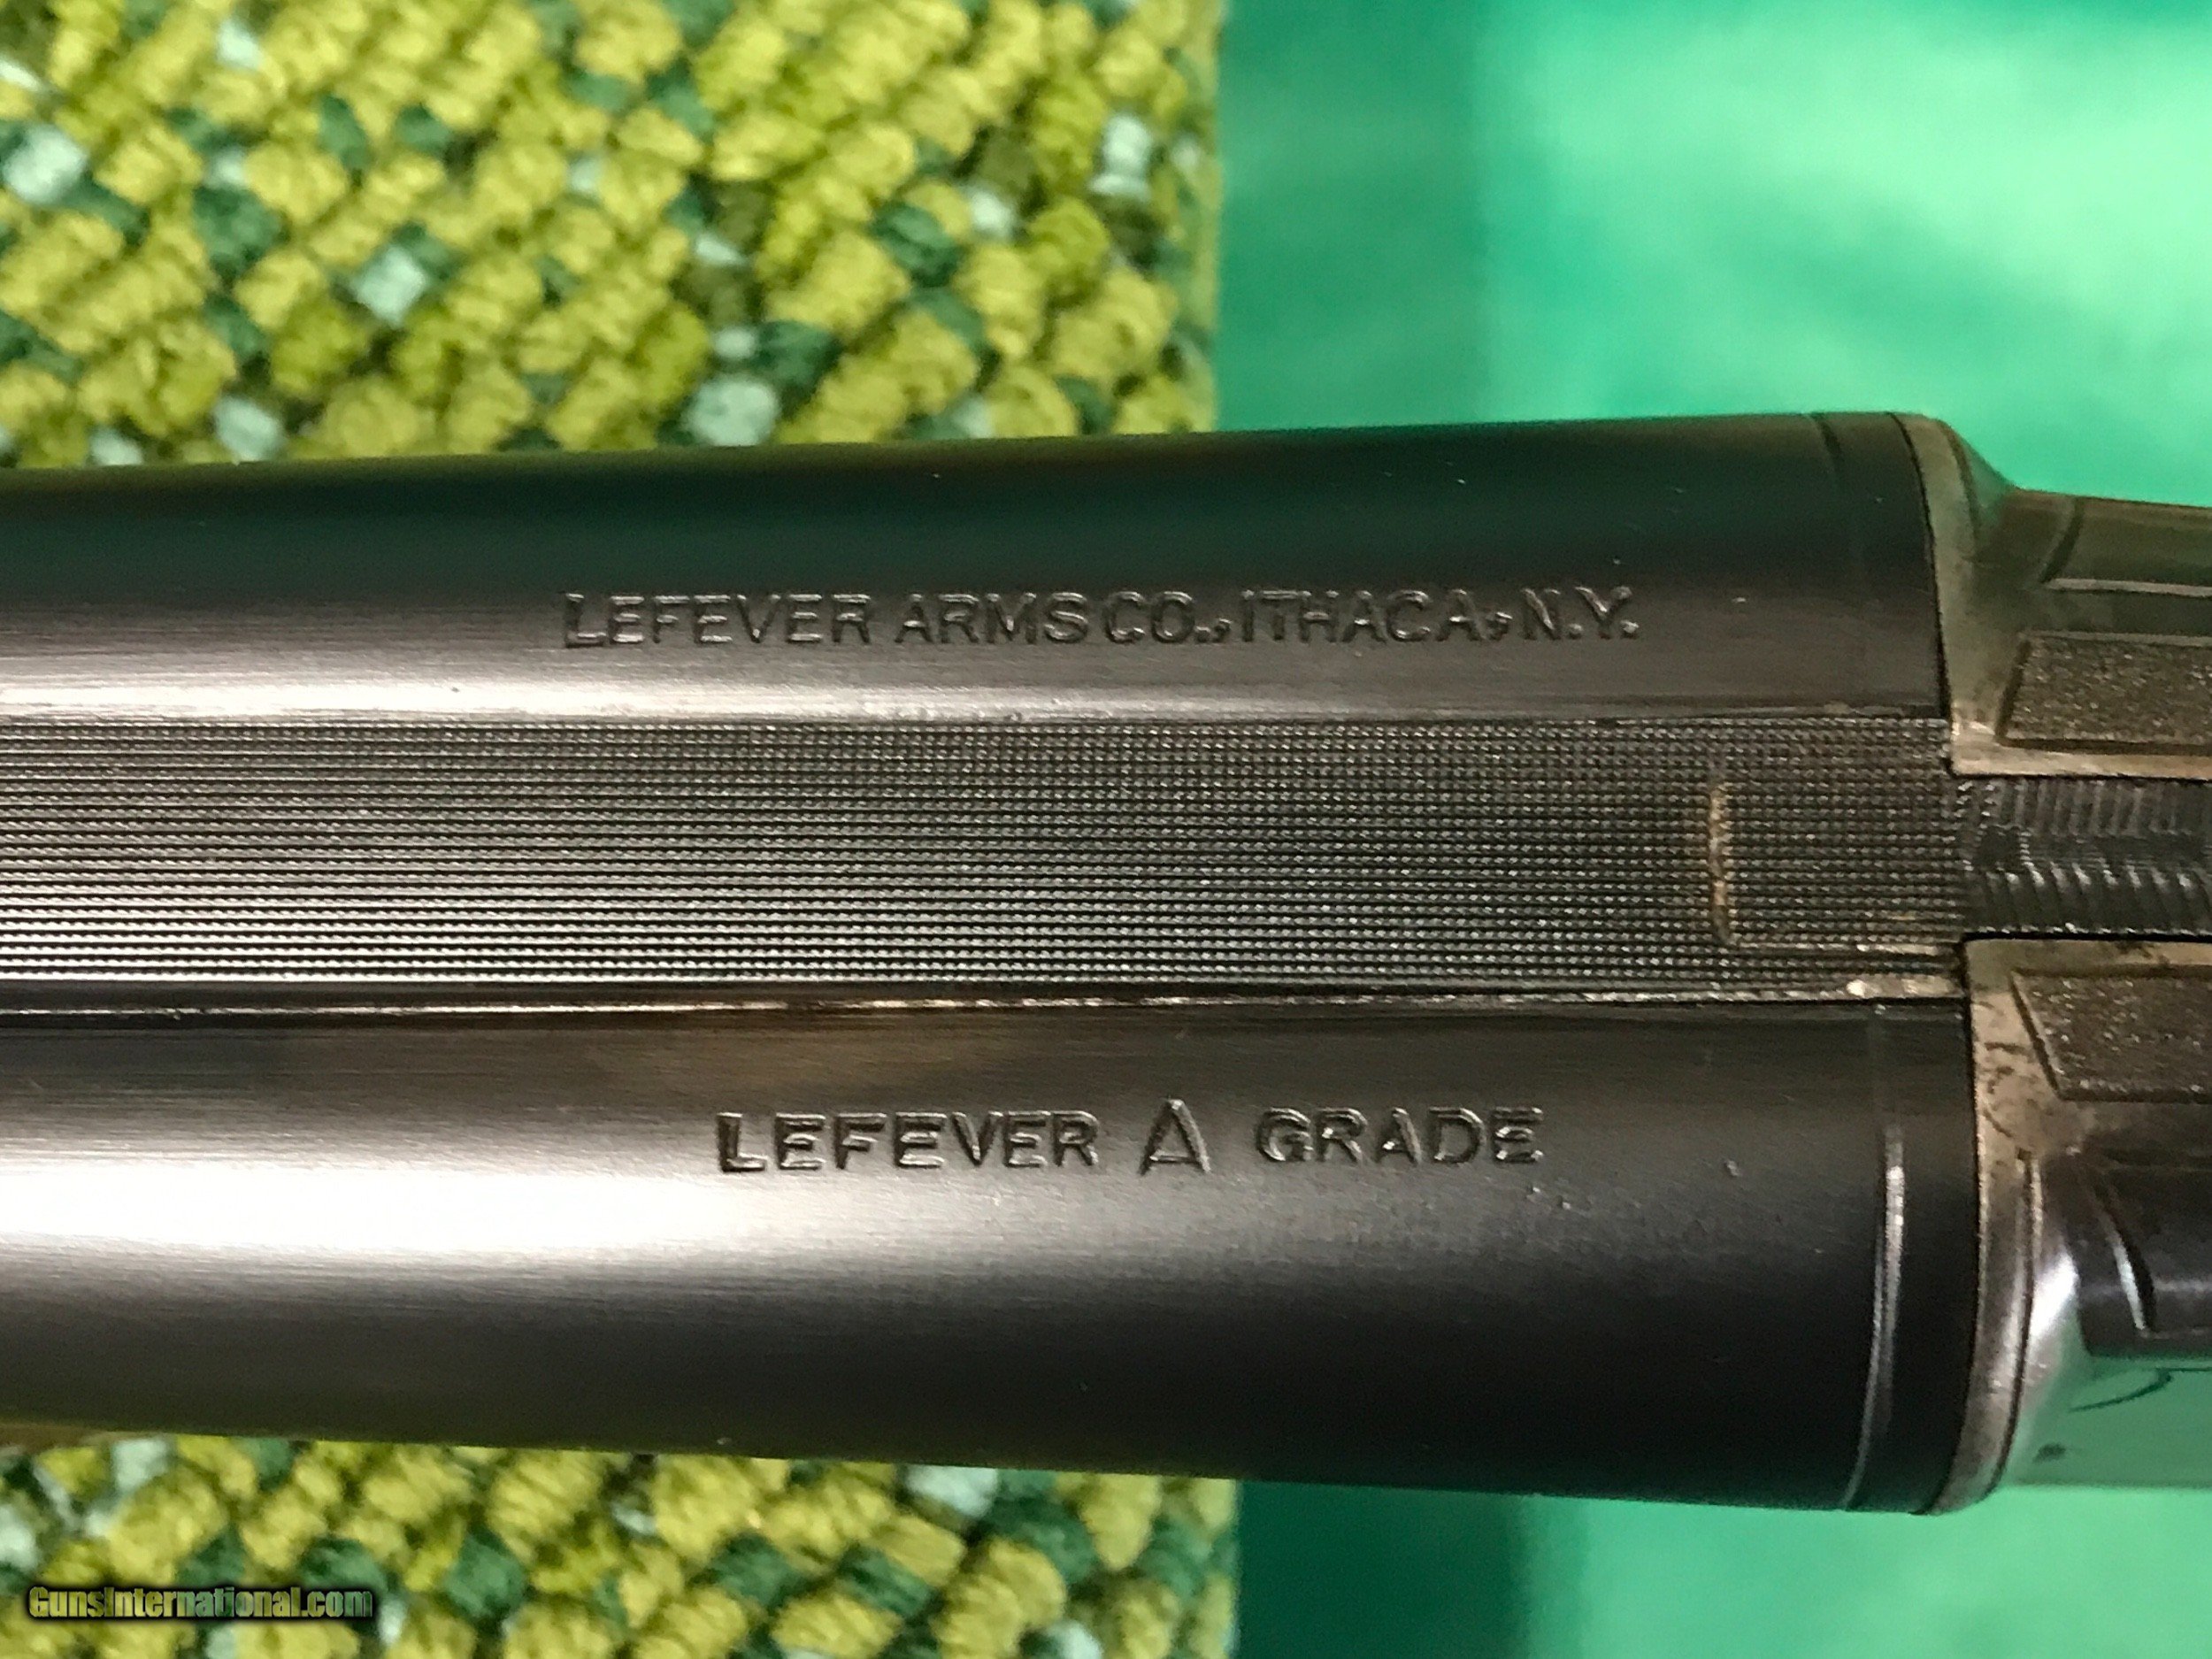 LEFEVER ARMS CO., ITHACA, N.Y.
LEFEVER A GRADE
GunsInternational.com